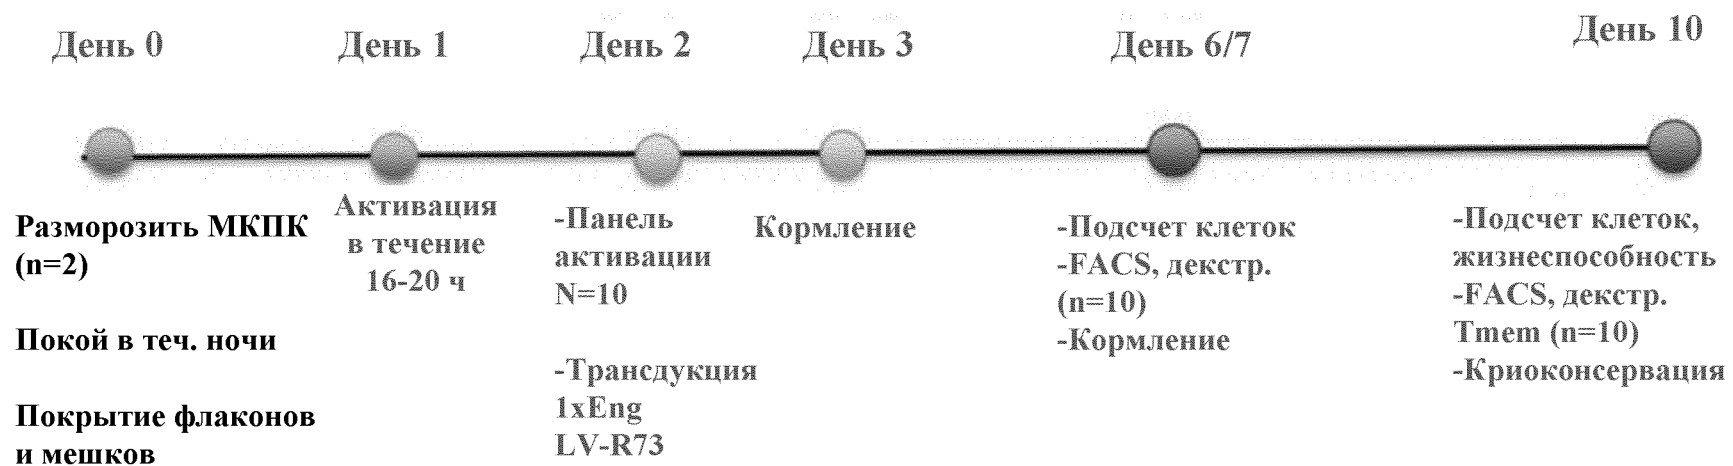 День 0
День 1
День 2
День 3
День 6/7
День 10
Разморозить МКПК
(n=2)
Покой в теч. ночи
Покрытие флаконов
и мешков
Активация
в течение
16-20 ч
-Панель
активации
N=10
-Трансдукция
1xEng
LV-R73
Кормление
-Подсчет клеток
-FACS, декстр.
(n=10)
-Кормление
-Подсчет клеток,
жизнеспособность
-FACS, декстр.
Tmem (n=10)
-Криоконсервация